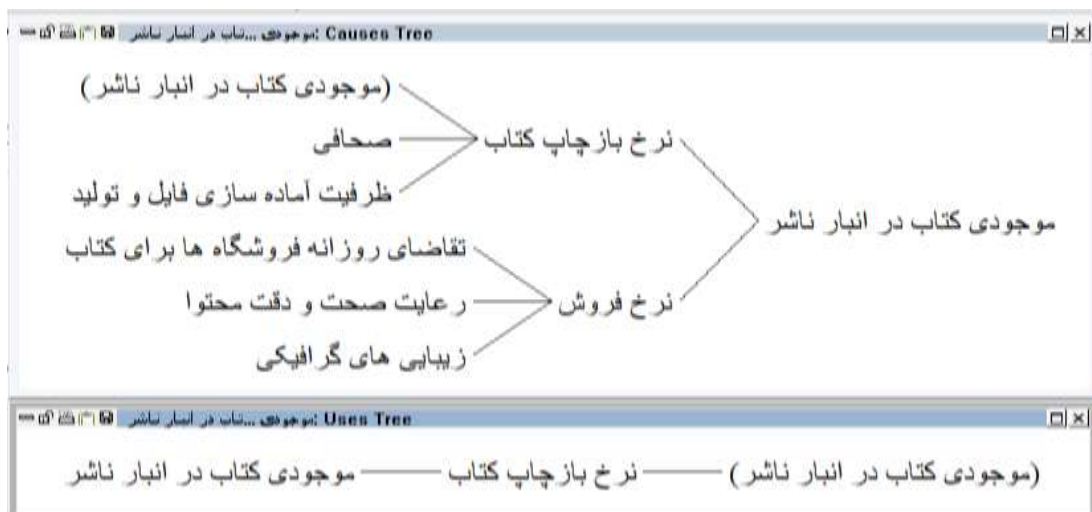 موجودی ...تاب در انبار ناشر: Causes Tree
(موجودی کتاب در انبار ناشر)
صحافی
ظرفیت آماده سازی فایل و تولید
نرخ بازچاپ کتاب
تقاضای روزانه فروشگاه ها برای کتاب
رعایت صحت و دقت محتوا
زیبایی های گرافیکی
نرخ فروش
موجودی کتاب در انبار ناشر
موجودی ...تاب در انبار ناشر: Uses Tree
موجودی کتاب در انبار ناشر
نرخ بازچاپ کتاب
(موجودی کتاب در انبار ناشر)